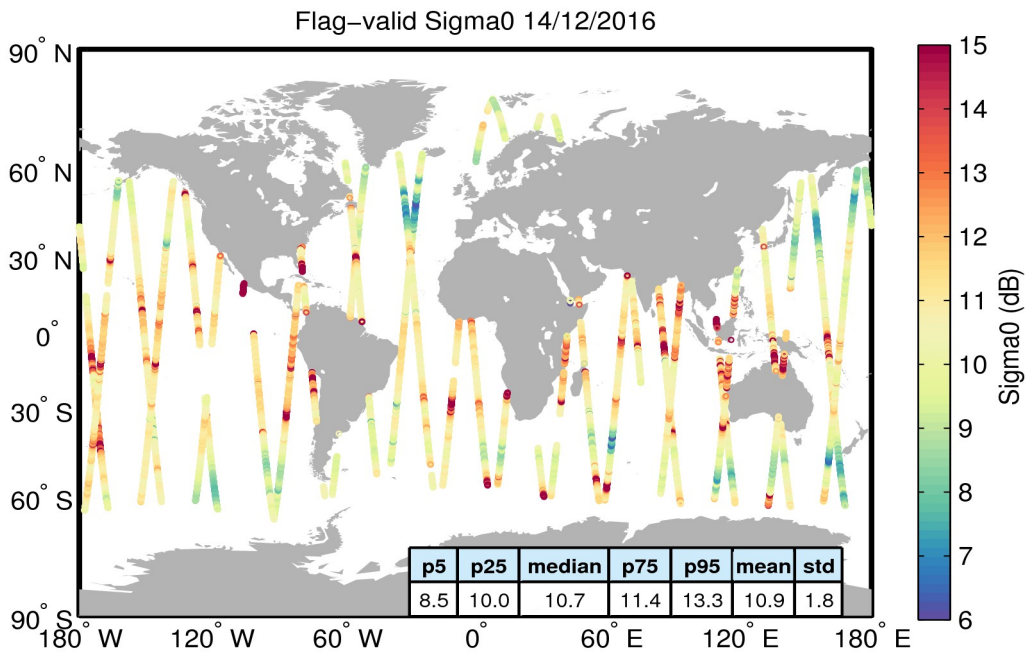 Flag−valid Sigma0 14/12/2016
90° N
60° N
30° N
0°
30° S
60° S
90° S
180° W
120° W
60° W
0°
60° E
120° E
180° E
p5 p25 median p75 p95 mean std
8.5 10.0 10.7 11.4 13.3 10.9 1.8
15
14
13
12
11
10
9
8
7
6
Sigma0 (dB)